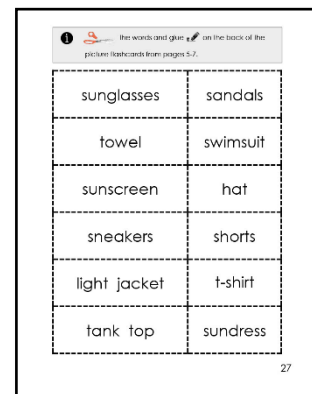 1 the words and glue on the back of the
picture flashcards from pages 5-7.
sunglasses sandals
towel swimsuit
sunscreen hat
sneakers shorts
light jacket t-shirt
tank top sundress
27